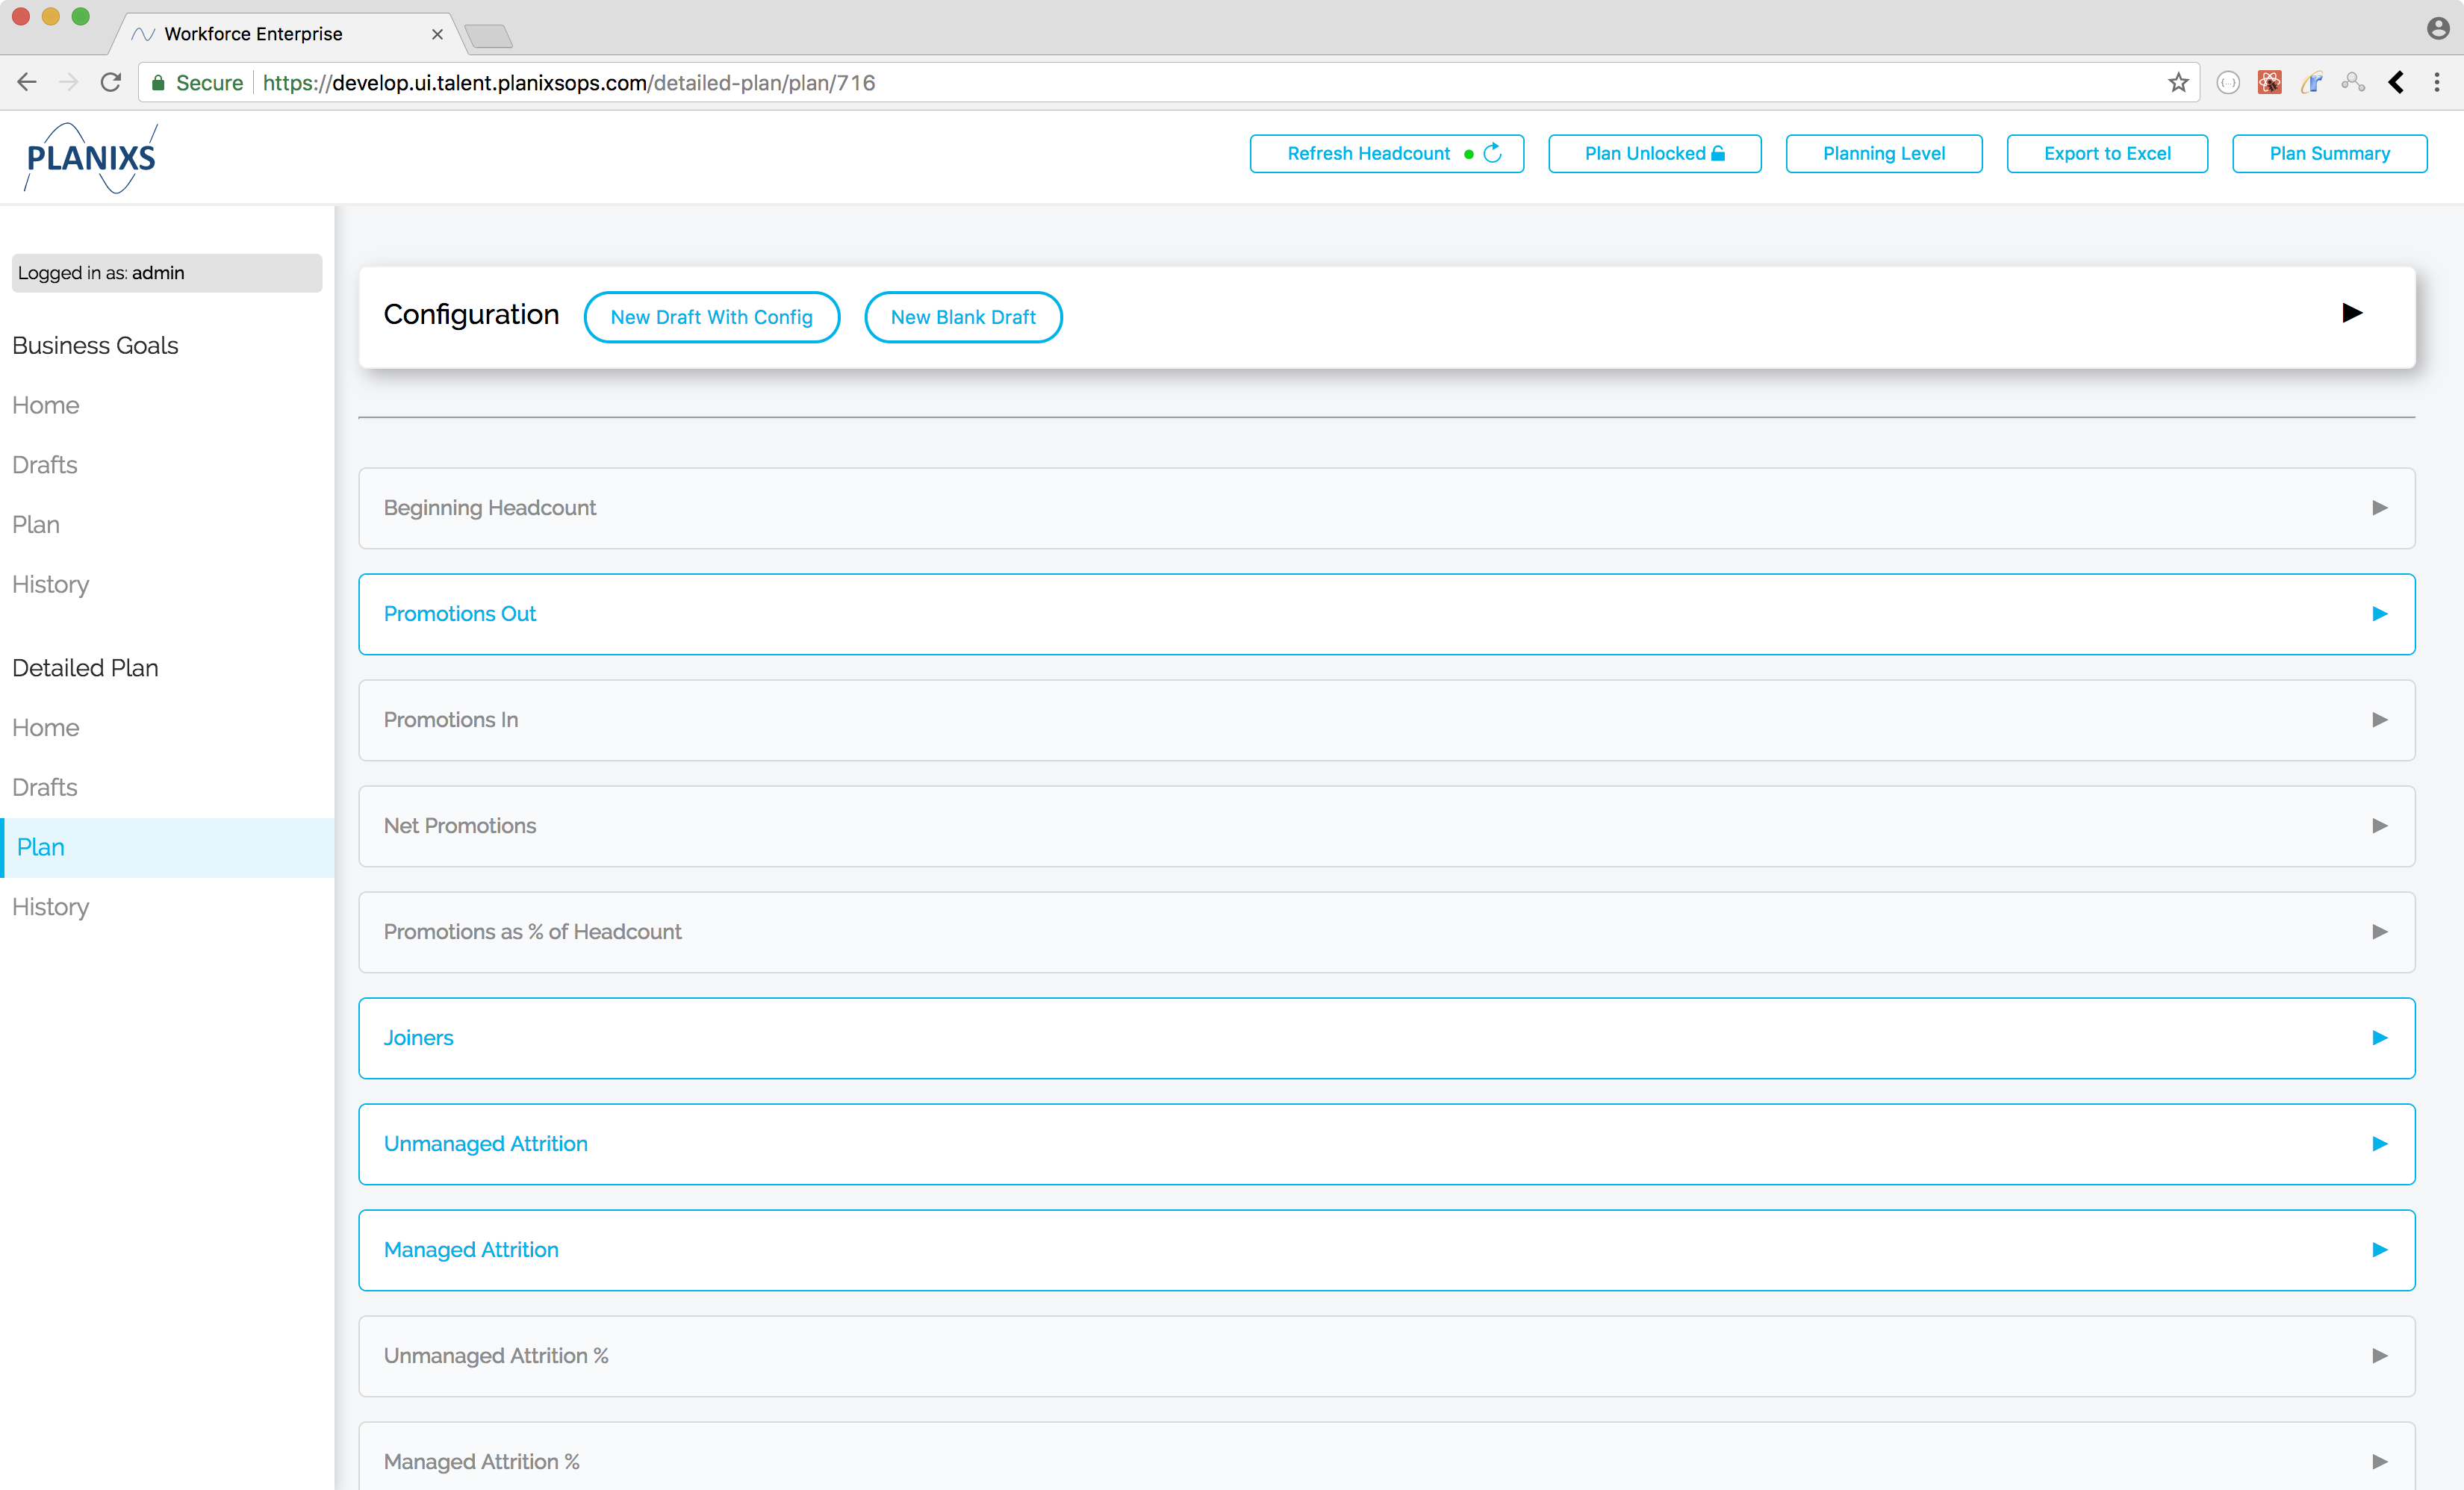 Workforce Enterprise
Secure https://develop.ui.talent.planixsops.com/detailed-plan/plan/716
PLANIXS
Refresh Headcount
Plan Unlocked
Planning Level
Export to Excel
Plan Summary
Logged in as: admin
Business Goals
Home
Drafts
Plan
History
Detailed Plan
Home
Drafts
Plan
History
Configuration
New Draft With Config
New Blank Draft
Beginning Headcount
Promotions Out
Promotions In
Net Promotions
Promotions as % of Headcount
Joiners
Unmanaged Attrition
Managed Attrition
Unmanaged Attrition %
Managed Attrition %